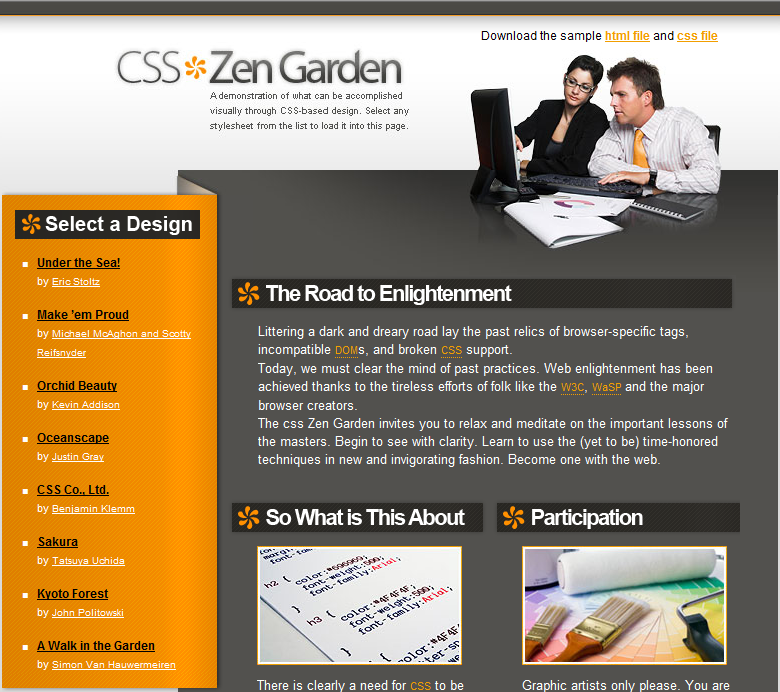 Download the sample html file and css file
CSS Zen Garden
A demonstration of what can be accomplished
visually through CSS-based design. Select any
stylesheet from the list to load it into this page.
Select a Design
Under the Sea!
by Eric Stoltz
Make 'em Proud
by Michael McAghon and Scotty
Reifsnyder
Orchid Beauty
by Kevin Addison
Oceanscape
by Justin Gray
CSS Co., Ltd.
by Benjamin Klemm
Sakura
by Tatsuya Uchida
Kyoto Forest
by John Politowski
A Walk in the Garden
by Simon Van Hauwermeiren
The Road to Enlightenment
Littering a dark and dreary road lay the past relics of browser-specific tags,
incompatible DOMs, and broken CSS support.
Today, we must clear the mind of past practices. Web enlightenment has been
achieved thanks to the tireless efforts of folk like the W3C, WaSP and the major
browser creators.
The css Zen Garden invites you to relax and meditate on the important lessons of
the masters. Begin to see with clarity. Learn to use the (yet to be) time-honored
techniques in new and invigorating fashion. Become one with the web.
So What is This About
font-family:Arial;
h2 { color:#696969;
font-weight:500;
font-family:Arial;
h3 { color:#4F4F4F;
font-weight:500;
font-family:Arial;
color:#4F4F4F;
There is clearly a need for CSS to be
Participation
Graphic artists only please. You are